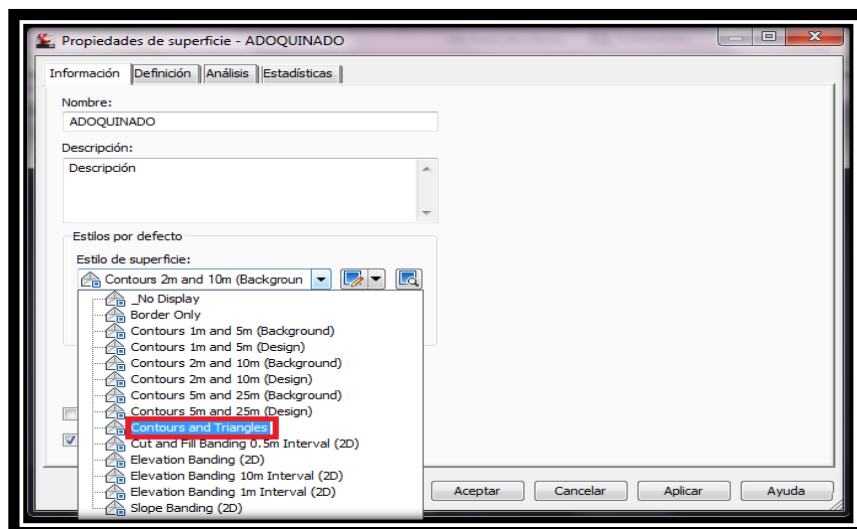 Propiedades de superficie - ADOQUINADO
Información Definición Análisis Estadísticas
Nombre:
ADOQUINADO
Descripción:
Descripción
Estilos por defecto
Estilo de superficie:
Contours 2m and 10m (Backgroun
_No Display
Border Only
Contours 1m and 5m (Background)
Contours 1m and 5m (Design)
Contours 2m and 10m (Background)
Contours 2m and 10m (Design)
Contours 5m and 25m (Background)
Contours 5m and 25m (Design)
Contours and Triangles
Cut and Fill Banding 0.5m Interval (2D)
Elevation Banding (2D)
Elevation Banding 10m Interval (2D)
Elevation Banding 1m Interval (2D)
Slope Banding (2D)
Aceptar Cancelar Aplicar Ayuda